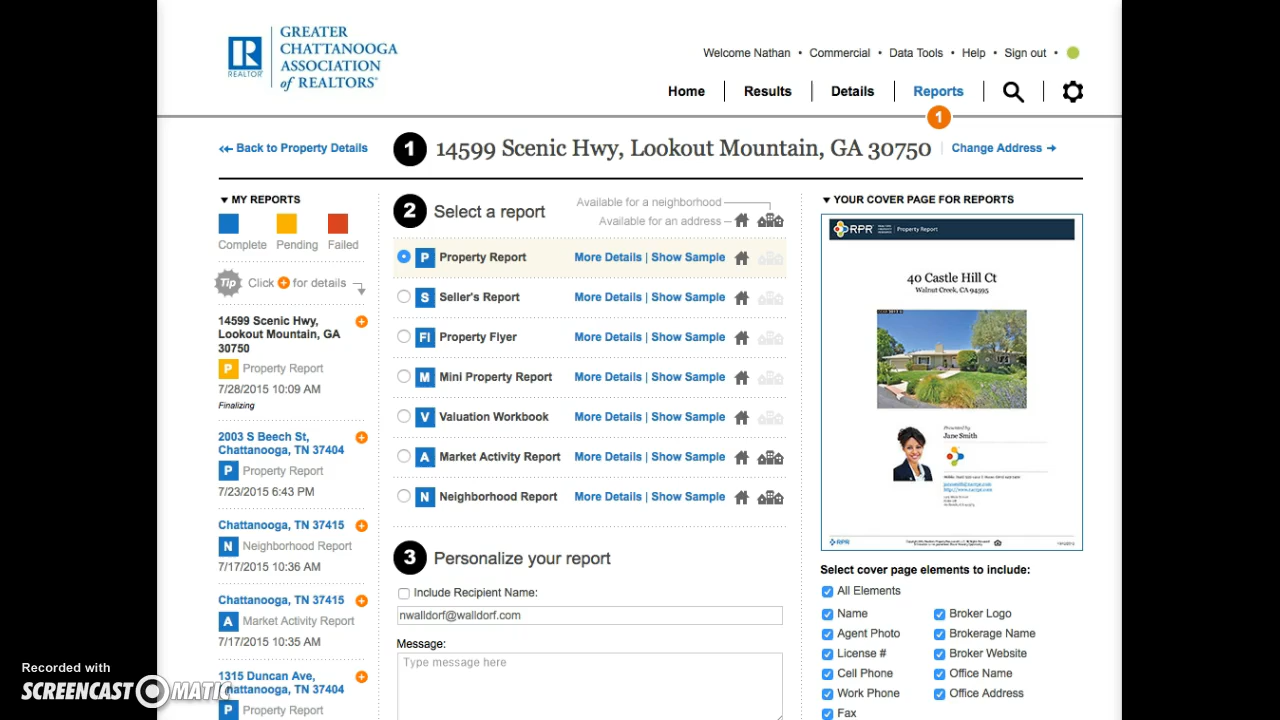 GREATER
CHATTANOOGA
ASSOCIATION
of REALTORS®
REALTOR®
Welcome Nathan • Commercial • Data Tools • Help • Sign out •
Home | Results | Details | Reports
1
Back to Property Details
1 14599 Scenic Hwy, Lookout Mountain, GA 30750
Change Address
MY REPORTS
Complete Pending Failed
Tip Click + for details
14599 Scenic Hwy,
Lookout Mountain, GA
30750
P Property Report
7/28/2015 10:09 AM
Finalizing
2003 S Beech St,
Chattanooga, TN 37404
P Property Report
7/23/2015 6:43 PM
Chattanooga, TN 37415
N Neighborhood Report
7/17/2015 10:36 AM
Chattanooga, TN 37415
A Market Activity Report
7/17/2015 10:35 AM
1315 Duncan Ave,
Chattanooga, TN 37404
P Property Report
2 Select a report
Available for a neighborhood
Available for an address
P Property Report More Details | Show Sample
S Seller's Report More Details | Show Sample
FI Property Flyer More Details | Show Sample
M Mini Property Report More Details | Show Sample
V Valuation Workbook More Details | Show Sample
A Market Activity Report More Details | Show Sample
N Neighborhood Report More Details | Show Sample
3 Personalize your report
Include Recipient Name:
nwalldorf@walldorf.com
Message:
Type message here
YOUR COVER PAGE FOR REPORTS
RPR Property Report
40 Castle Hill Ct
Walnut Creek, CA 94595
Presented by
Jane Smith
RPR
Select cover page elements to include:
All Elements
Name Broker Logo
Agent Photo Brokerage Name
License # Broker Website
Cell Phone Office Name
Work Phone Office Address
Fax
Recorded with
SCREENCAST-O-MATIC